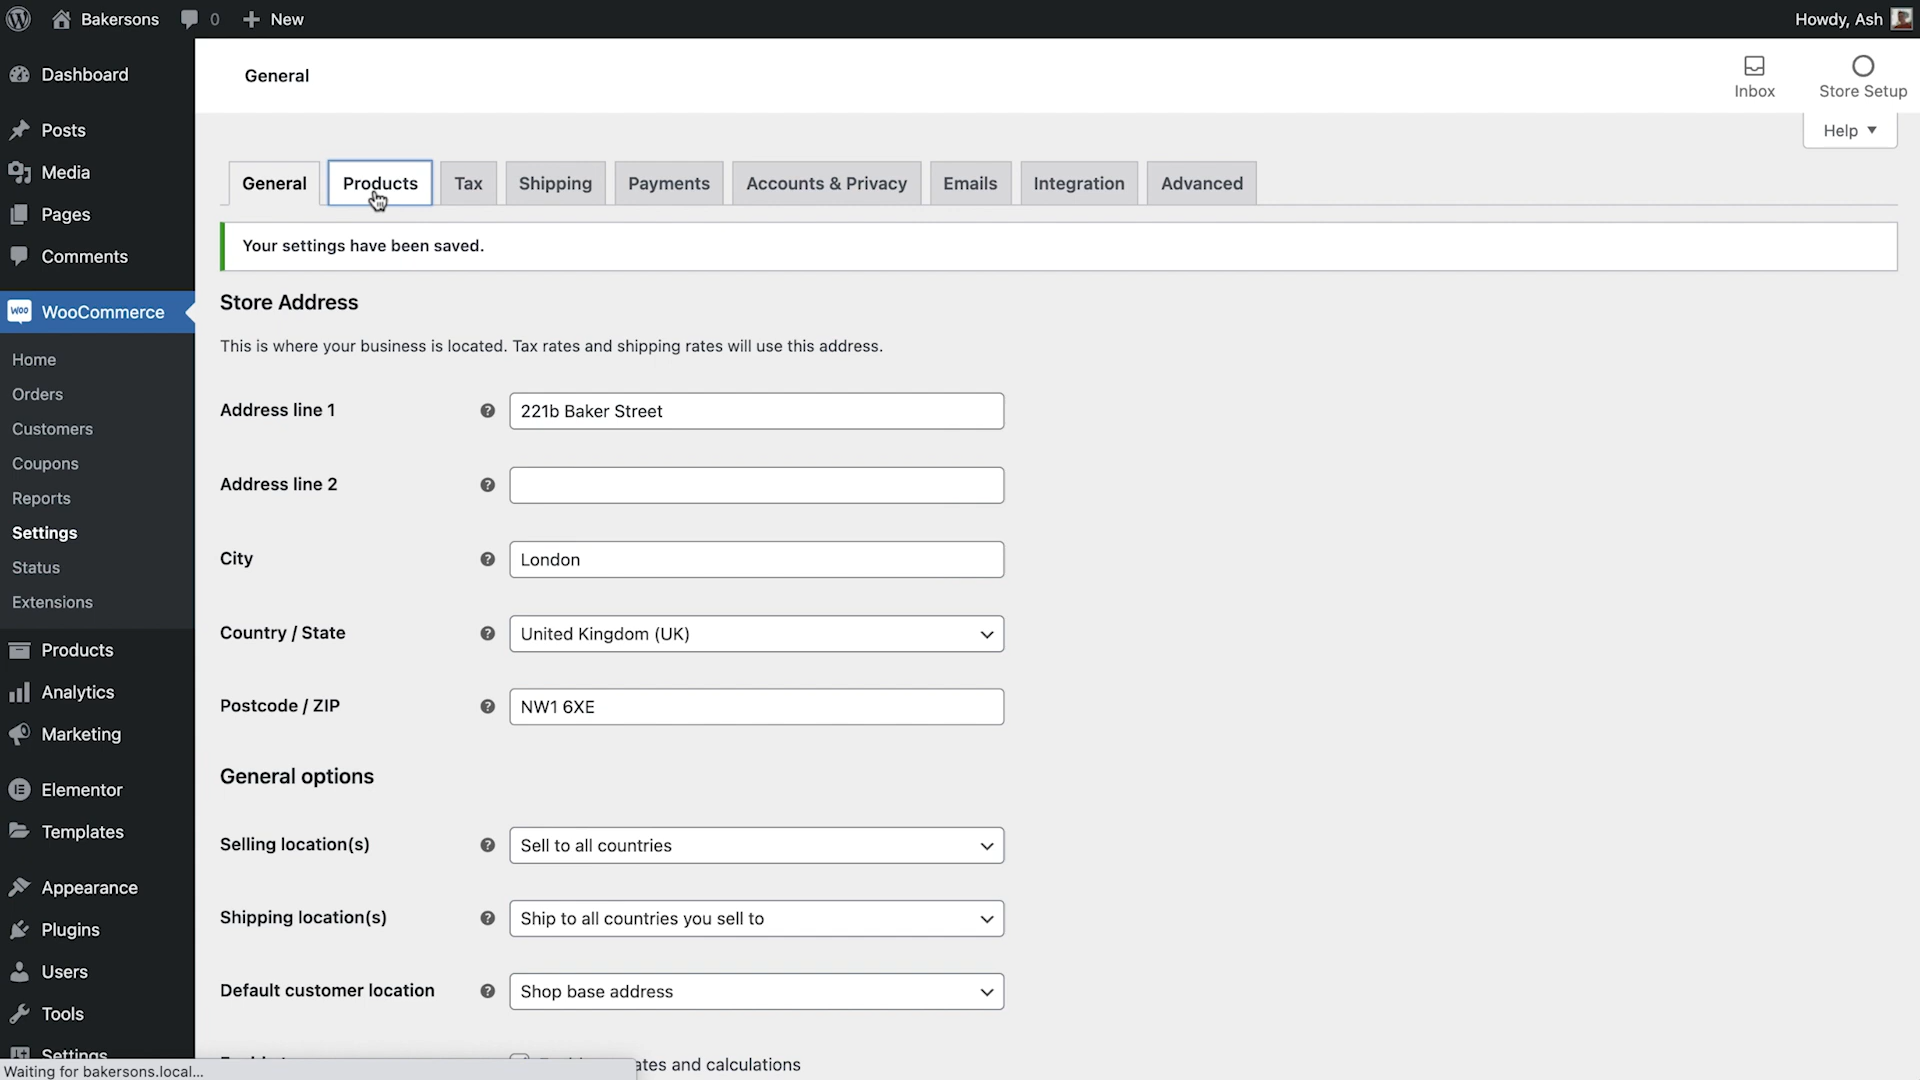 Bakersons
0
New
Howdy, Ash
Dashboard
Posts
Media
Pages
Comments
WOO
WooCommerce
Home
Orders
Customers
Coupons
Reports
Settings
Status
Extensions
Products
Analytics
Marketing
Elementor
Templates
Appearance
Plugins
Users
Tools
Settings
Waiting for bakersons.local...
General
Inbox
Store Setup
Help
General
Products
Tax
Shipping
Payments
Accounts & Privacy
Emails
Integration
Advanced
Your settings have been saved.
Store Address
This is where your business is located. Tax rates and shipping rates will use this address.
Address line 1
221b Baker Street
Address line 2
City
London
Country / State
United Kingdom (UK)
Postcode / ZIP
NW1 6XE
General options
Selling location(s)
Sell to all countries
Shipping location(s)
Ship to all countries you sell to
Default customer location
Shop base address
and calculations